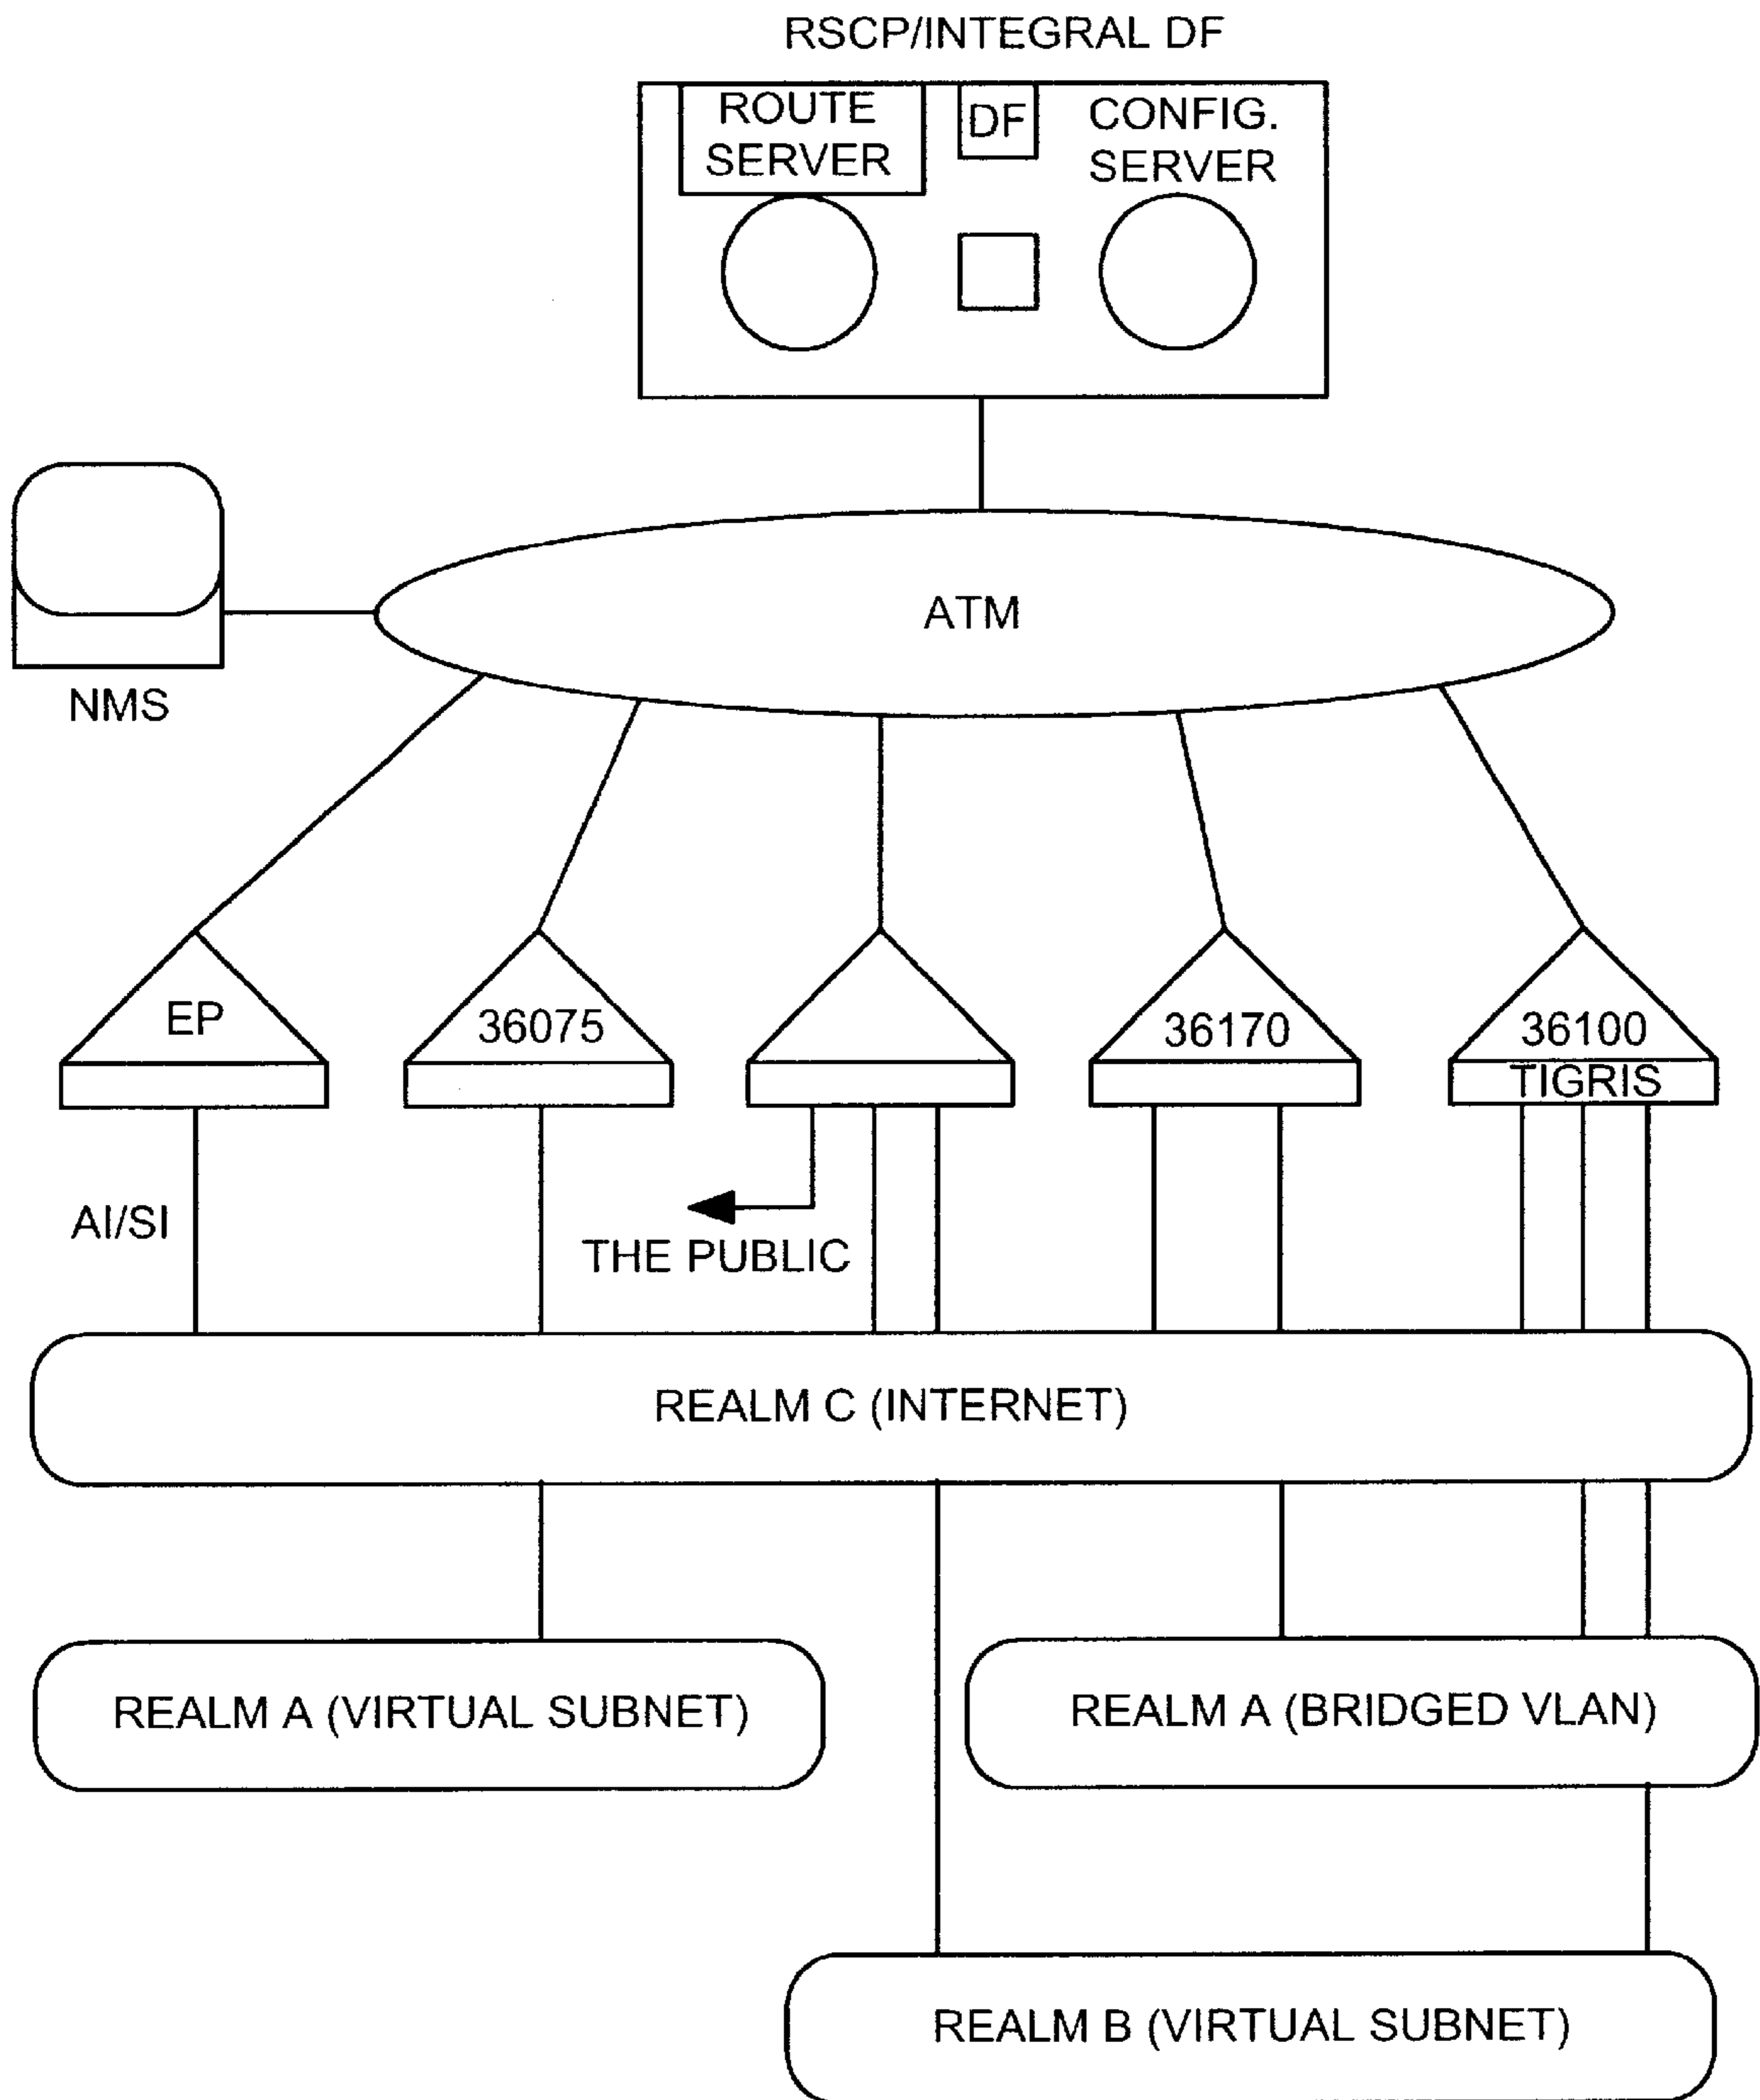 RSCP/INTEGRAL DF
ROUTE
SERVER
DF
CONFIG.
SERVER
ATM
NMS
EP
36075
36170
36100
TIGRIS
AI/SI
THE PUBLIC
REALM C (INTERNET)
REALM A (VIRTUAL SUBNET)
REALM A (BRIDGED VLAN)
REALM B (VIRTUAL SUBNET)